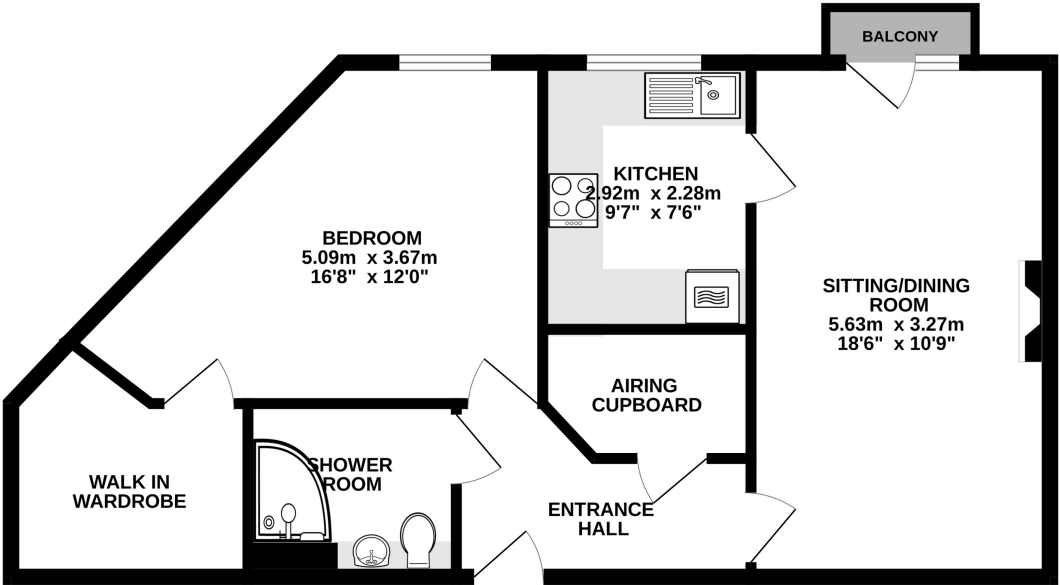 BALCONY
KITCHEN
2.92m x 2.28m
9'7" x 7'6"
BEDROOM
5.09m x 3.67m
16'8" x 12'0"
SITTING/DINING
ROOM
5.63m x 3.27m
18'6" x 10'9"
AIRING
CUPBOARD
SHOWER
ROOM
WALK IN
WARDROBE
ENTRANCE
HALL